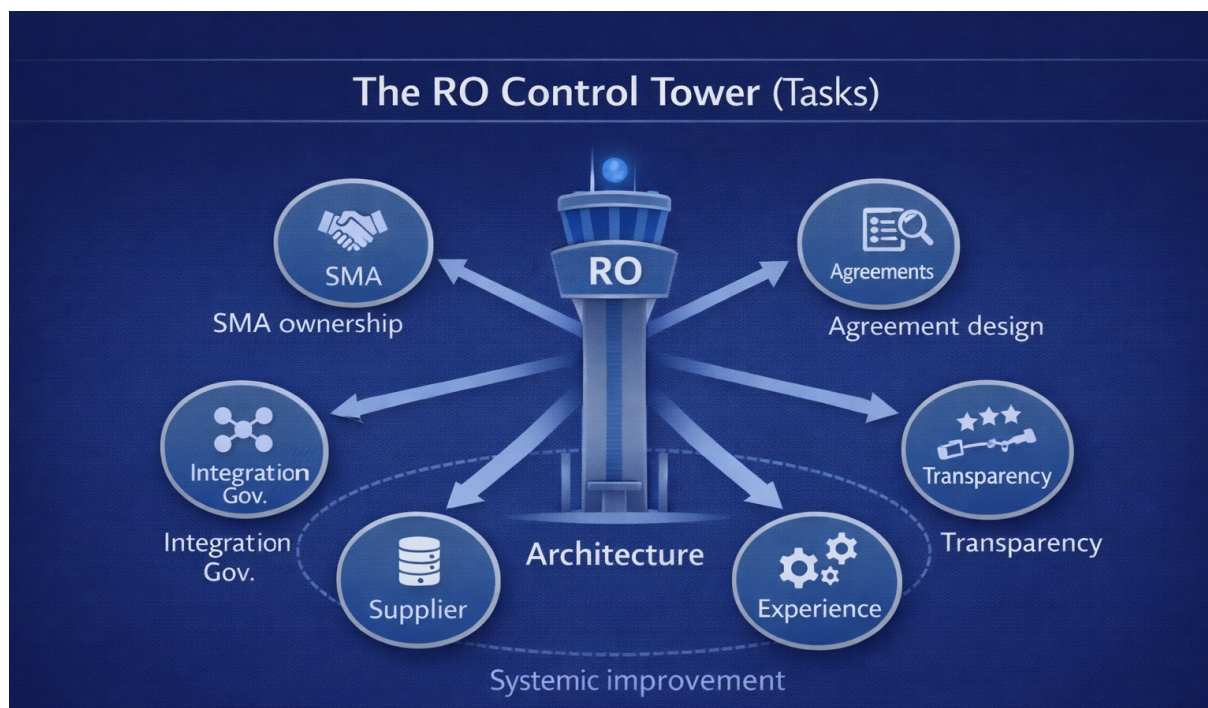 The RO Control Tower (Tasks)
RO
SMA
SMA ownership
Agreements
Agreement design
Integration
Gov.
Integration
Gov.
Transparency
Transparency
Supplier
Architecture
Experience
Systemic improvement